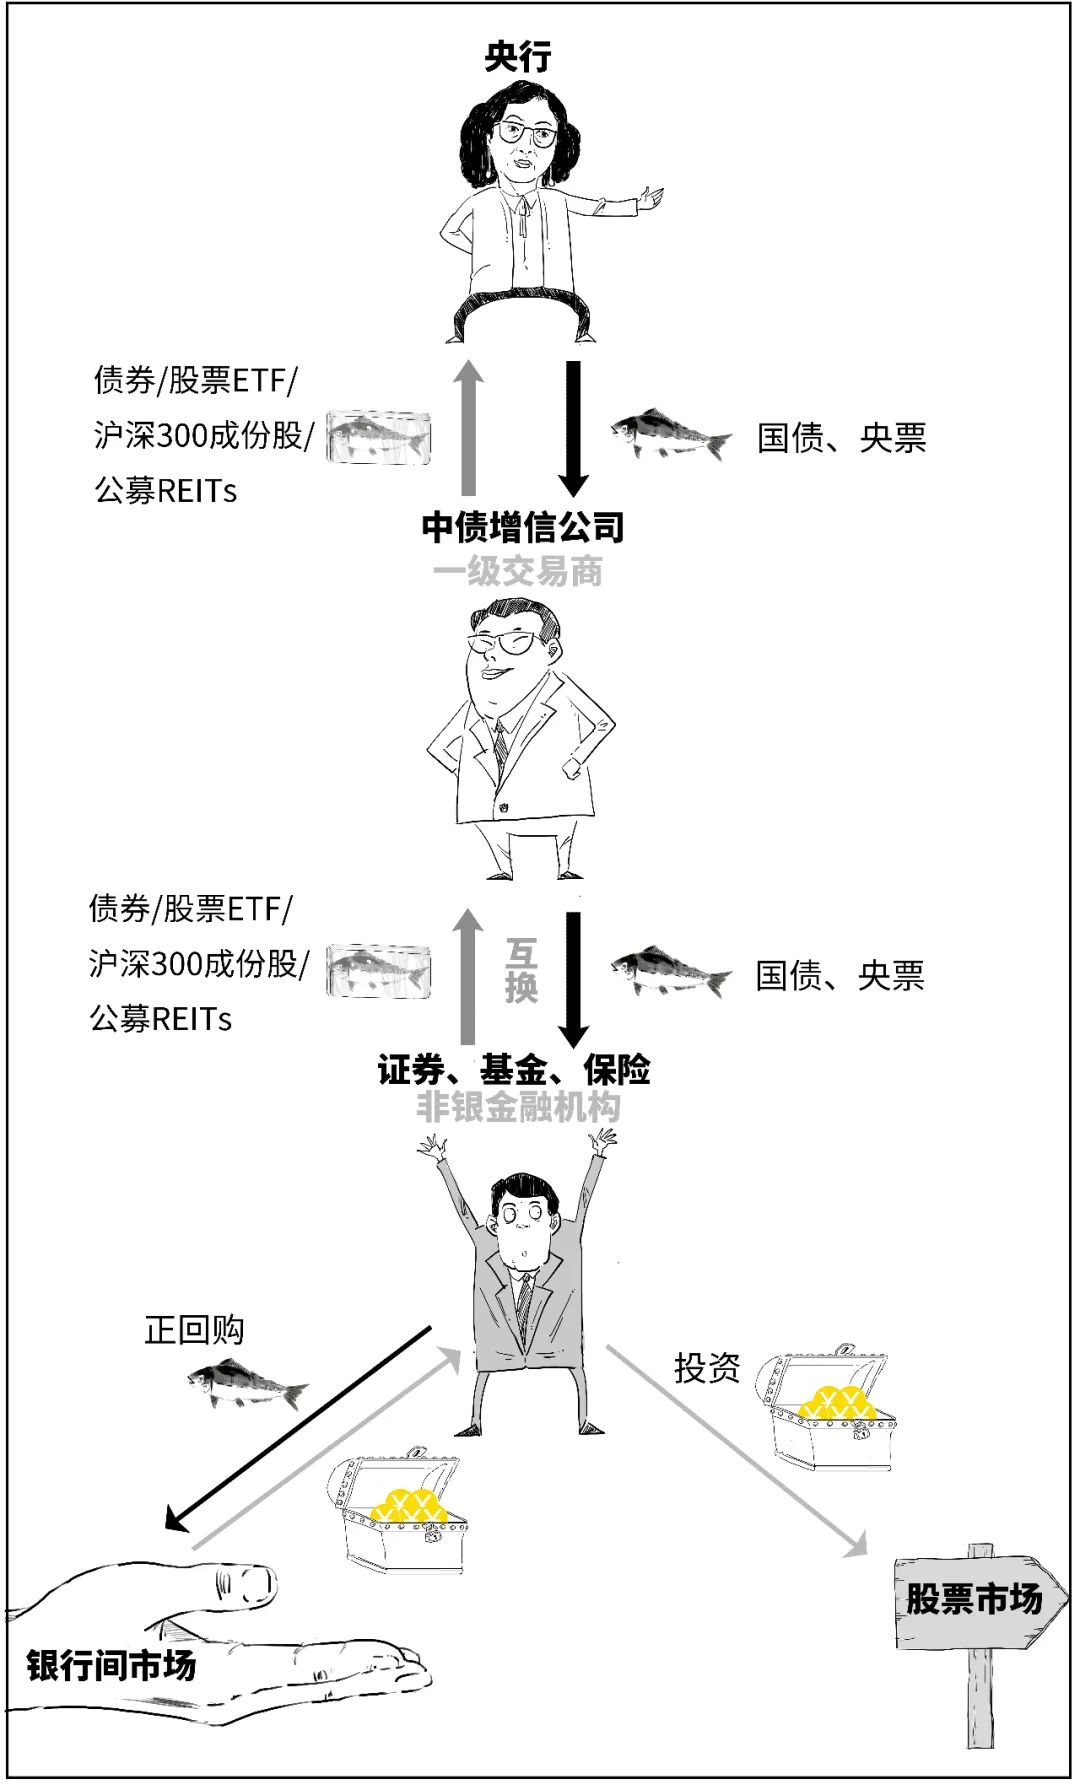 央行
债券/股票ETF/
沪深300成份股/
公募REITs
国债、央票
中债增信公司
一级交易商
债券/股票ETF/
沪深300成份股/
公募REITs
互
换
国债、央票
证券、基金、保险
非银金融机构
正回购
投资
股票市场
银行间市场